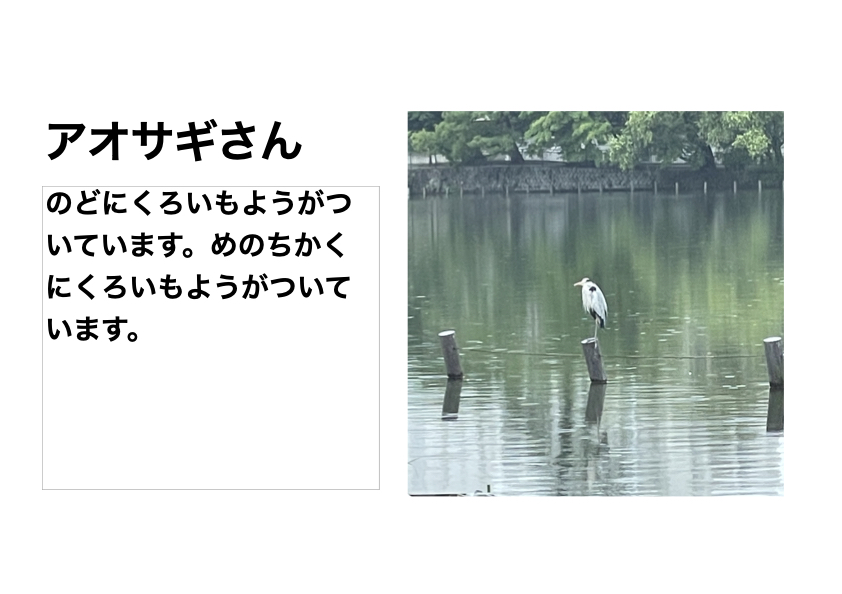 アオサギさん
のどにくろいもようがつ
いています。めのちかく
にくろいもようがついて
います。